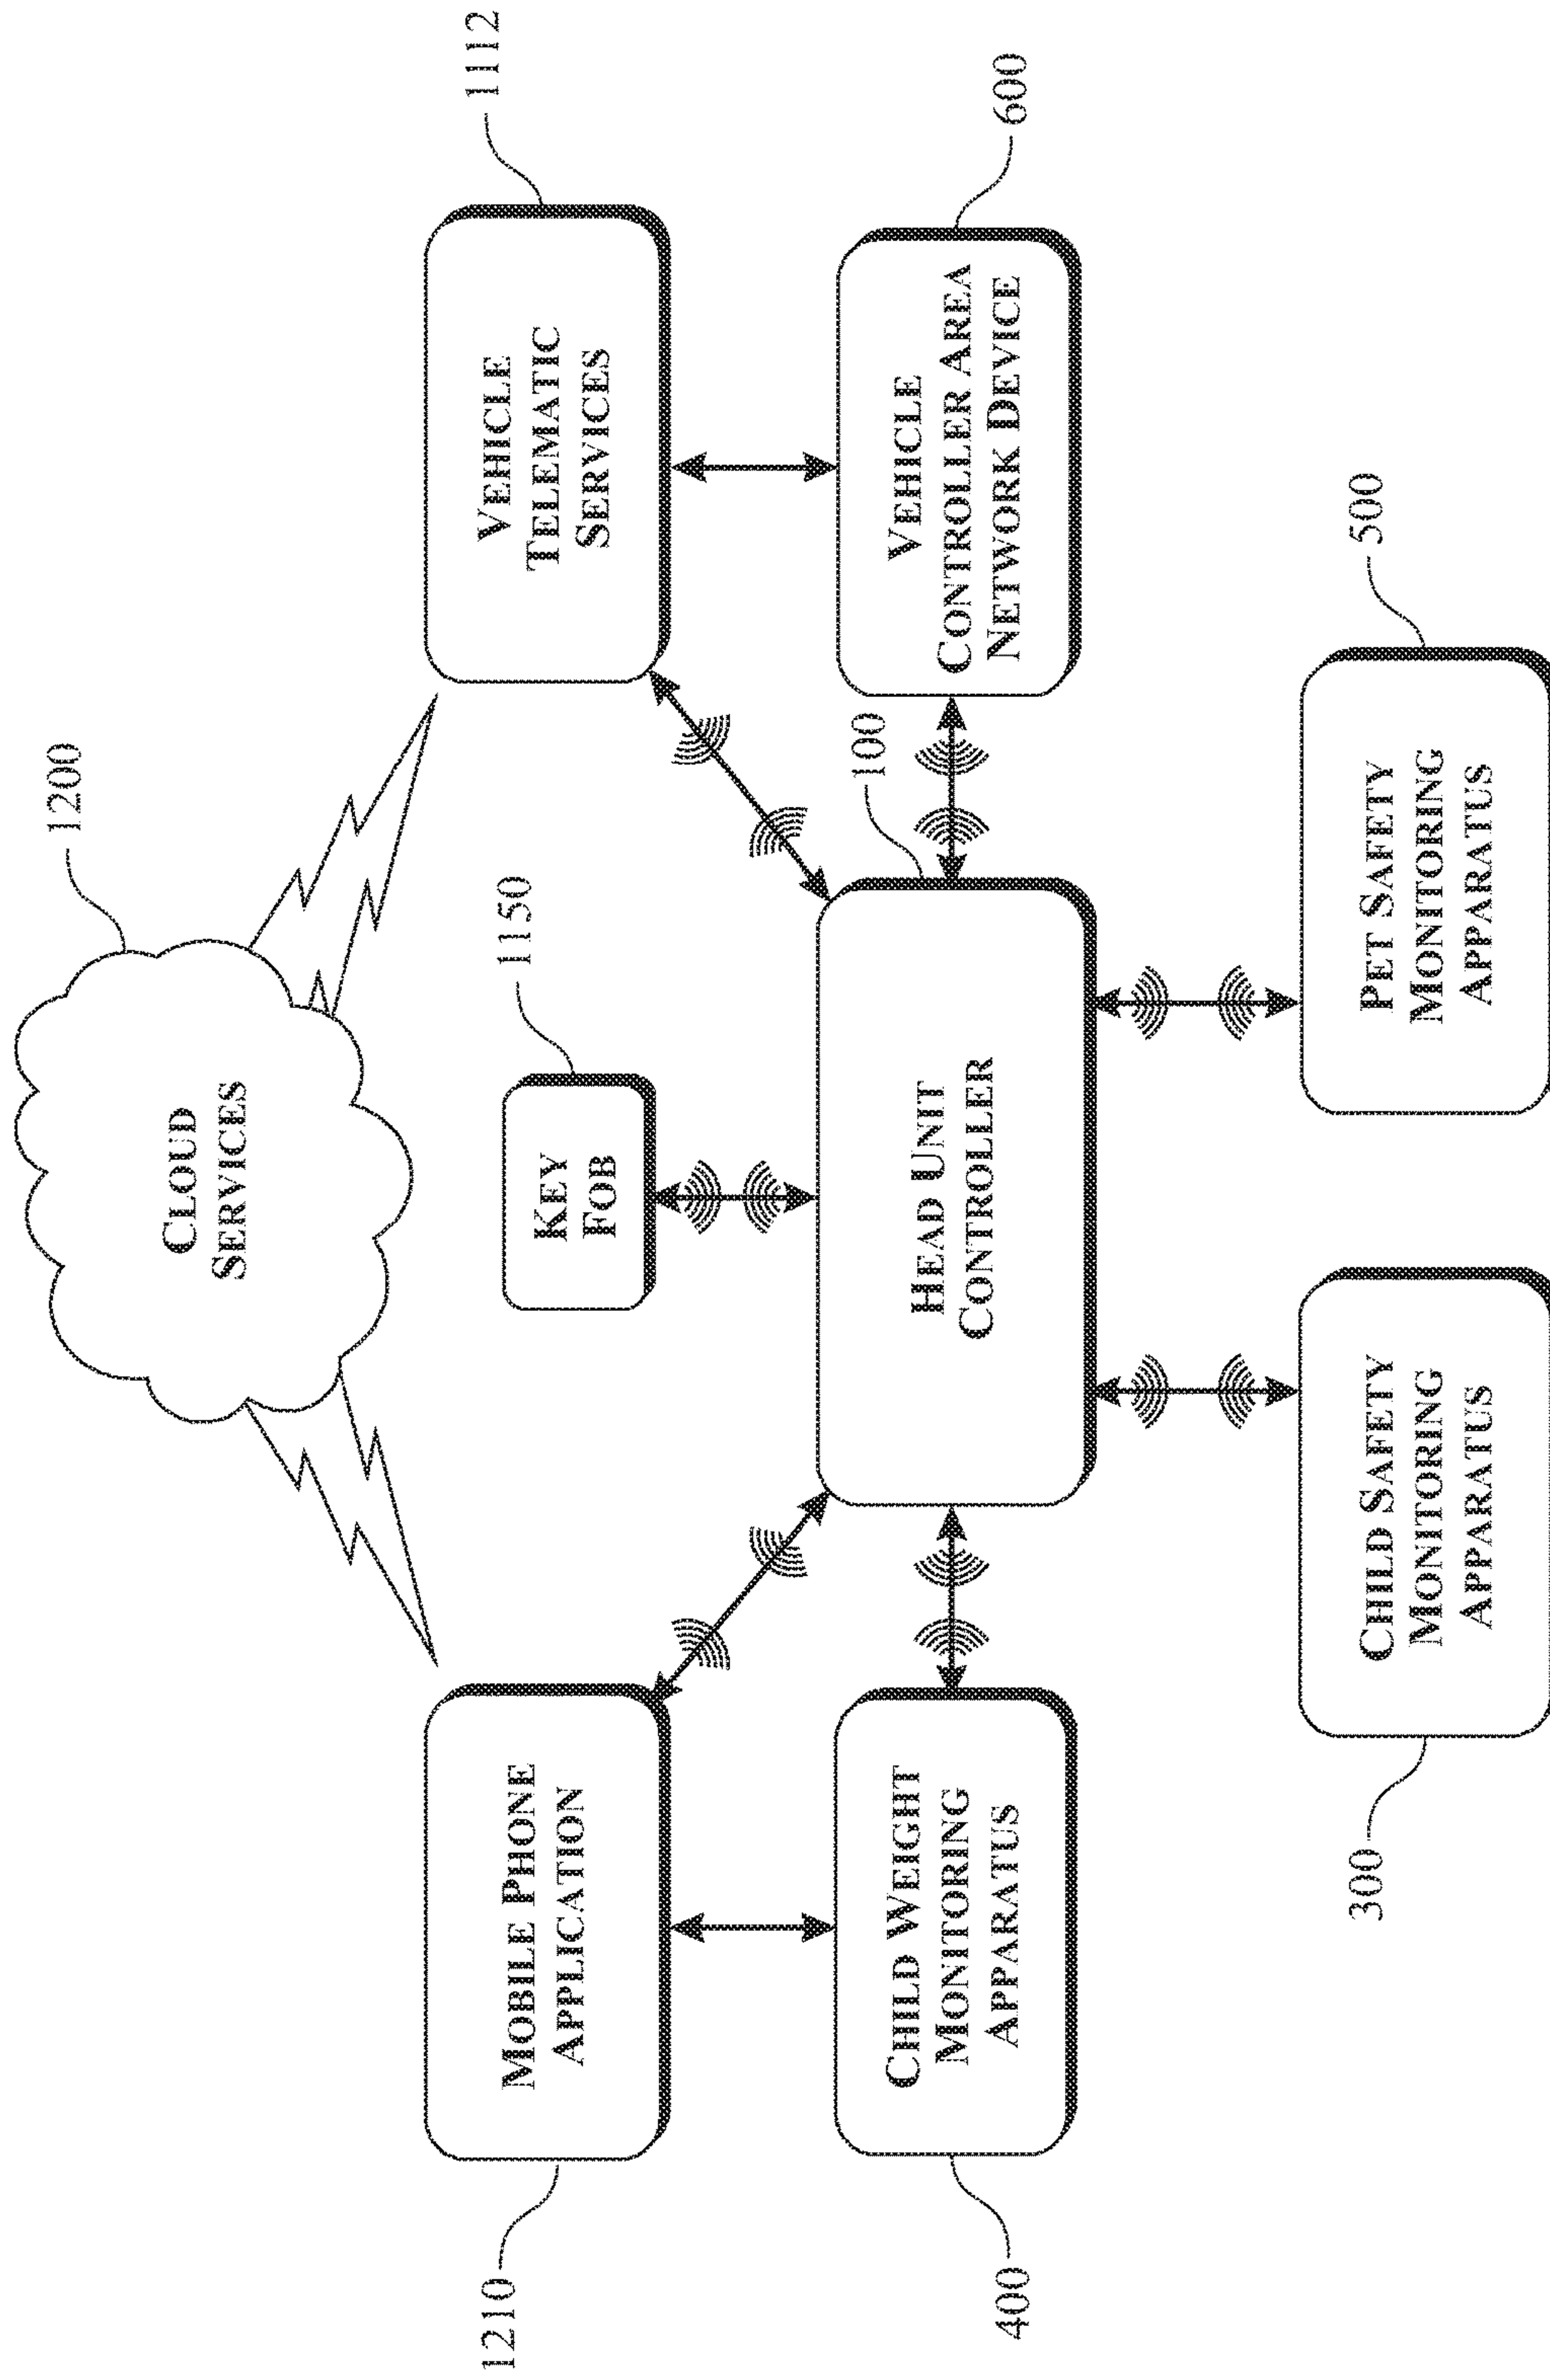 1200
CLOUD
SERVICES
1210
MOBILE PHONE
APPLICATION
KEY
FOB
1150
VEHICLE
TELEMATIC
SERVICES
1112
400
CHILD WEIGHT
MONITORING
APPARATUS
HEAD UNIT
CONTROLLER
100
VEHICLE
CONTROLLER AREA
NETWORK DEVICE
600
300
CHILD SAFETY
MONITORING
APPARATUS
PET SAFETY
MONITORING
APPARATUS
500